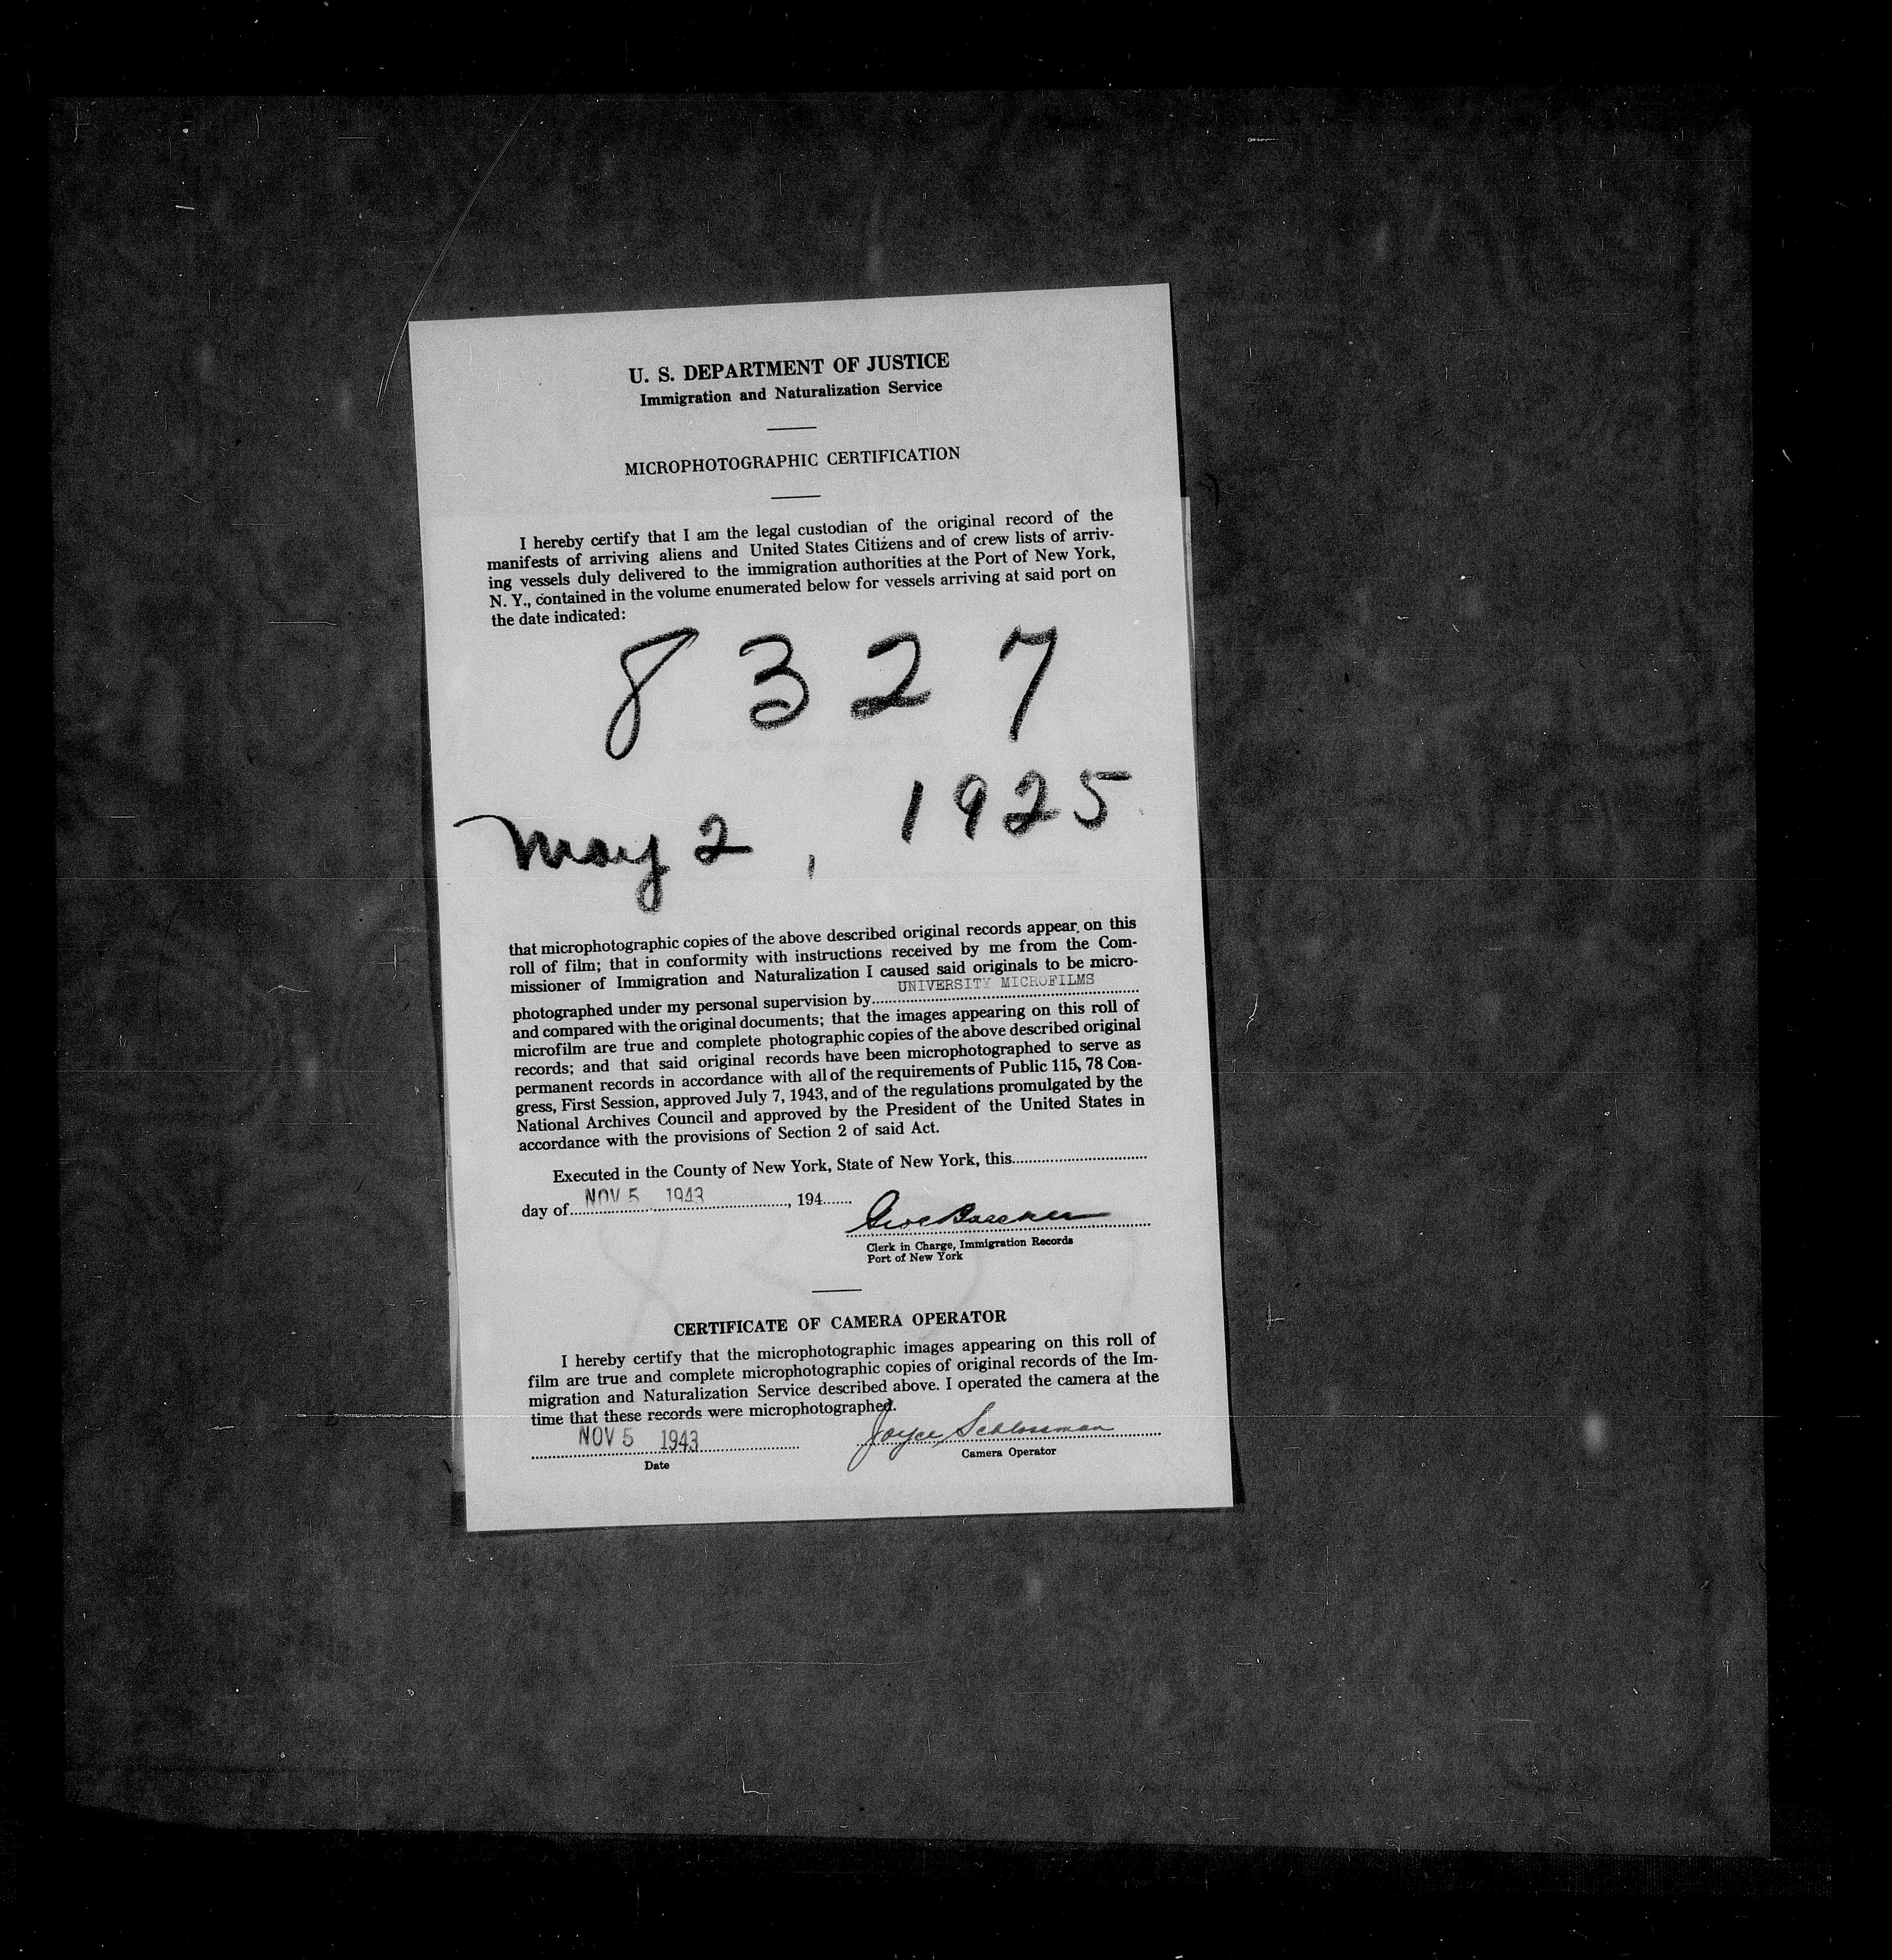 U. S. DEPARTMENT OF JUSTICE
Immigration and Naturalization Service
MICROPHOTOGRAPHIC CERTIFICATION
I hereby certify that I am the legal custodian of the original record of the
manifests of arriving aliens and United States Citizens and of crew lists of arriv-
ing vessels duly delivered to the immigration authorities at the Port of New York,
N. Y., contained in the volume enumerated below for vessels arriving at said port on
the date indicated:
8 3 2 7
May 2, 1925
that microphotographic copies of the above described original records appear on this
roll of film; that in conformity with instructions received by me from the Com-
missioner of Immigration and Naturalization I caused said originals to be micro-
photographed under my personal supervision by UNIVERSITY MICROFILMS
and compared with the original documents; that the images appearing on this roll of
microfilm are true and complete photographic copies of the above described original
records; and that said original records have been microphotographed to serve as
permanent records in accordance with all of the requirements of Public 115, 78 Con-
gress, First Session, approved July 7, 1943, and of the regulations promulgated by the
National Archives Council and approved by the President of the United States in
accordance with the provisions of Section 2 of said Act.
Executed in the County of New York, State of New York, this
day of NOV 5 1943, 194
Clerk in Charge, Immigration Records
Port of New York
CERTIFICATE OF CAMERA OPERATOR
I hereby certify that the microphotographic images appearing on this roll of
film are true and complete microphotographic copies of original records of the Im-
migration and Naturalization Service described above. I operated the camera at the
time that these records were microphotographed.
NOV 5 1943 Joyce Schlossman
Date Camera Operator